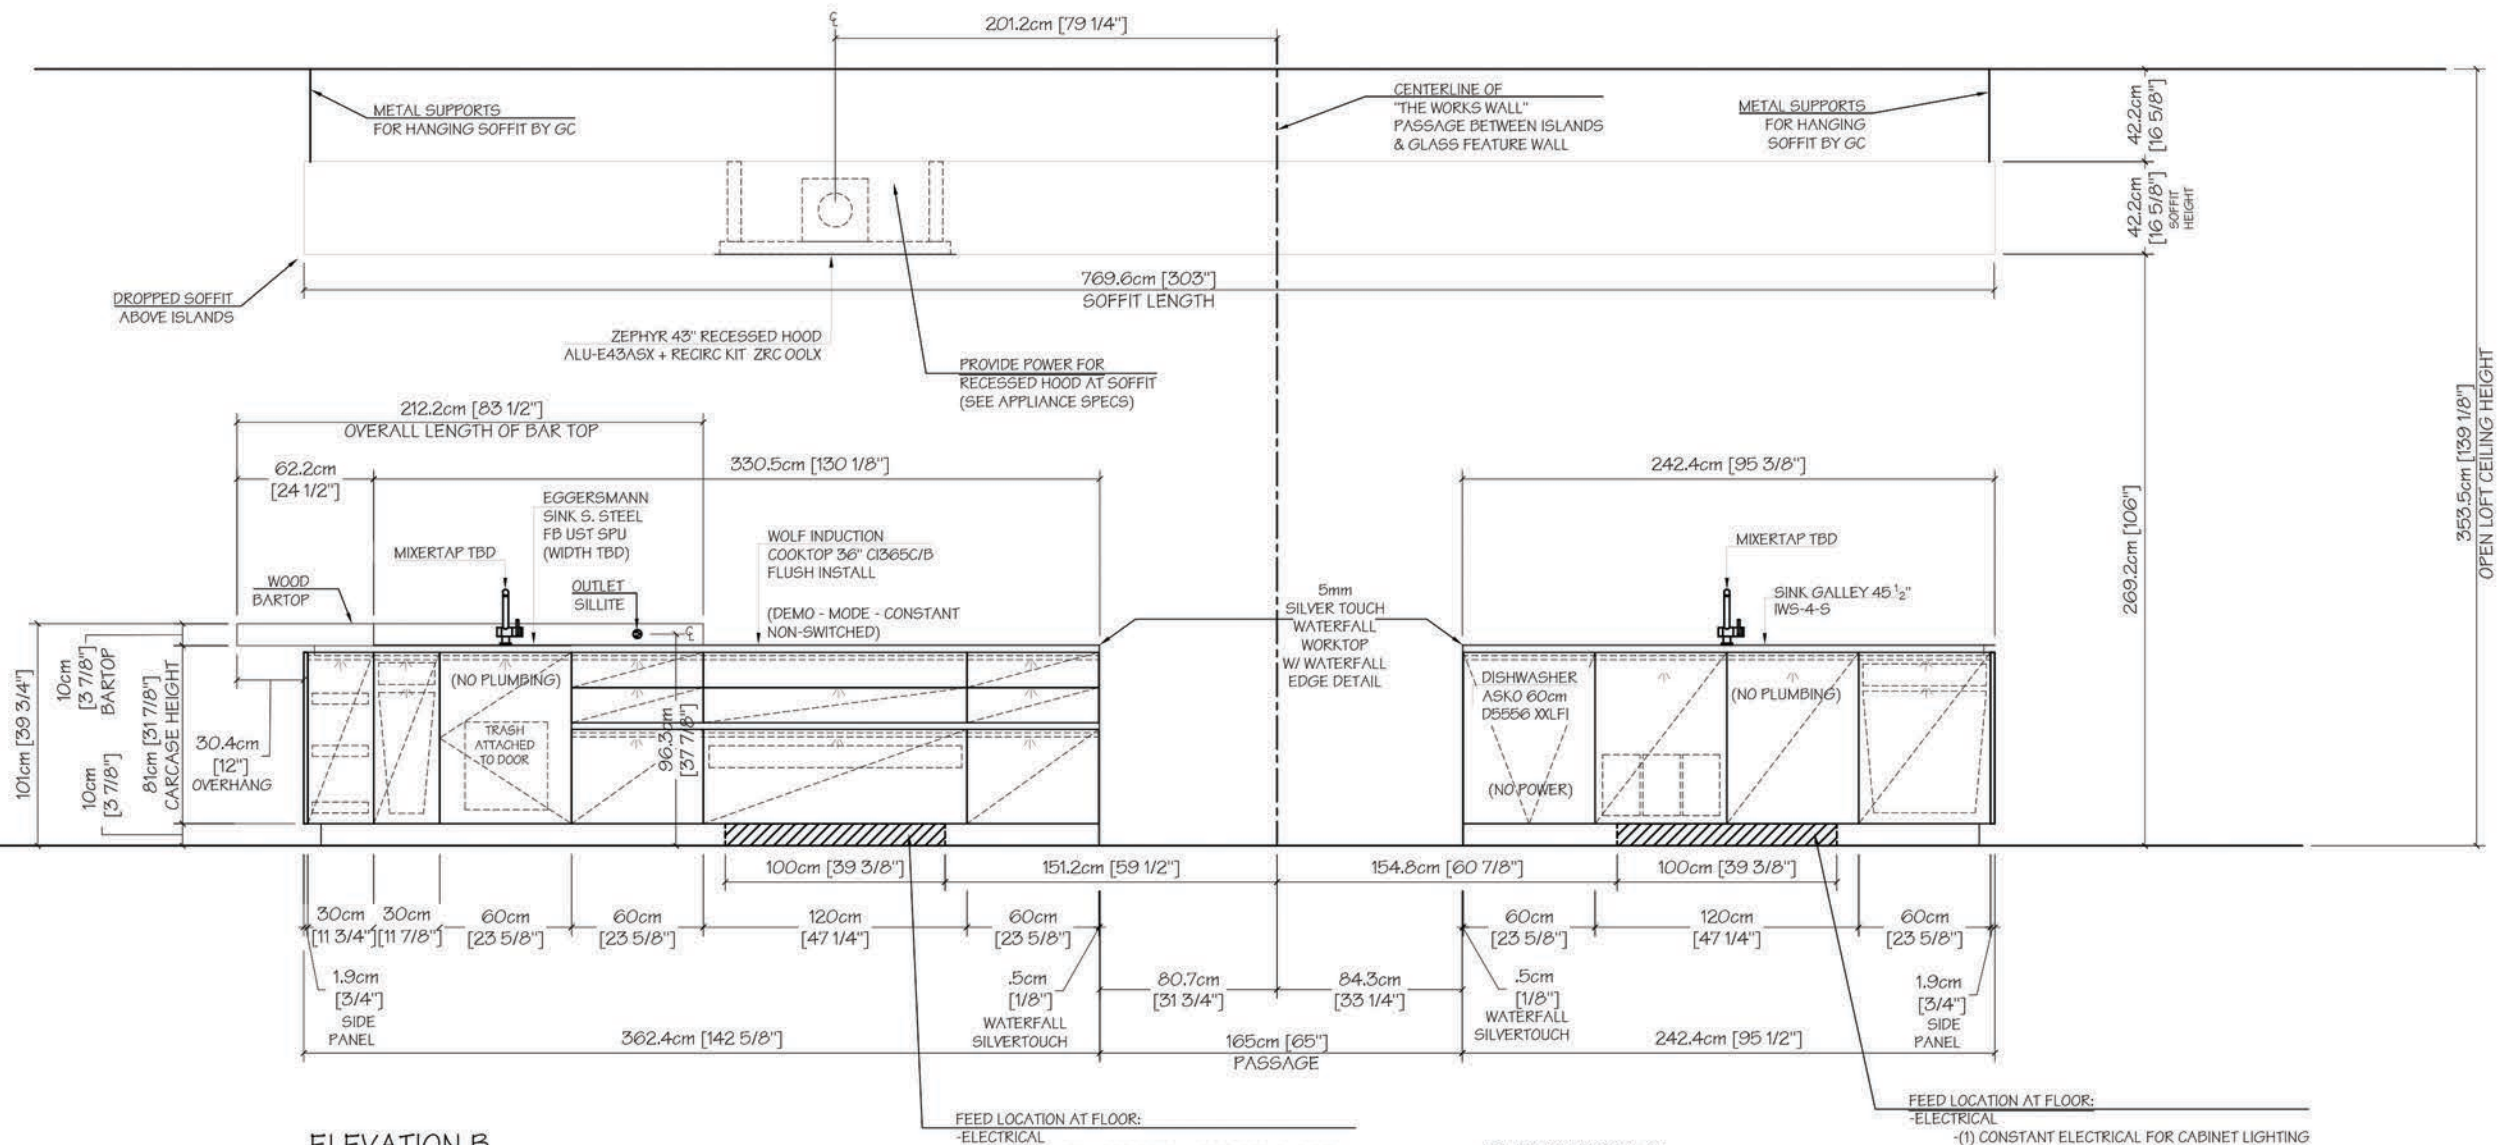 ℄
201.2cm [79 1/4"]
METAL SUPPORTS
FOR HANGING SOFFIT BY GC
CENTERLINE OF
"THE WORKS WALL"
PASSAGE BETWEEN ISLANDS
& GLASS FEATURE WALL
METAL SUPPORTS
FOR HANGING
SOFFIT BY GC
42.2cm
[16 5/8"]
42.2cm
[16 5/8"]
SOFFIT
HEIGHT
769.6cm [303"]
SOFFIT LENGTH
DROPPED SOFFIT
ABOVE ISLANDS
ZEPHYR 43" RECESSED HOOD
ALU-E43ASX + RECIRC KIT ZRC OOLX
PROVIDE POWER FOR
RECESSED HOOD AT SOFFIT
(SEE APPLIANCE SPECS)
353.5cm [139 1/8"]
OPEN LOFT CEILING HEIGHT
269.2cm [106"]
212.2cm [83 1/2"]
OVERALL LENGTH OF BAR TOP
62.2cm
[24 1/2"]
330.5cm [130 1/8"]
242.4cm [95 3/8"]
EGGERSMANN
SINK S. STEEL
FB UST SPU
(WIDTH TBD)
MIXERTAP TBD
WOLF INDUCTION
COOKTOP 36" CI365C/B
FLUSH INSTALL
(DEMO - MODE - CONSTANT
NON-SWITCHED)
MIXERTAP TBD
WOOD
BARTOP
OUTLET
SILLITE
℄
5mm
SILVER TOUCH
WATERFALL
WORKTOP
W/ WATERFALL
EDGE DETAIL
SINK GALLEY 45 1/2"
IWS-4-S
101cm [39 3/4"]
10cm
[3 7/8"]
BARTOP
10cm
[3 7/8"]
81cm [31 7/8"]
CARCASE HEIGHT
30.4cm
[12"]
OVERHANG
(NO PLUMBING)
TRASH
ATTACHED
TO DOOR
96.3cm
[37 7/8"]
DISHWASHER
ASKO 60cm
D5556 XXLFI
(NO POWER)
(NO PLUMBING)
100cm [39 3/8"]
151.2cm [59 1/2"]
154.8cm [60 7/8"]
100cm [39 3/8"]
30cm
[11 3/4"]
30cm
[11 7/8"]
60cm
[23 5/8"]
60cm
[23 5/8"]
120cm
[47 1/4"]
60cm
[23 5/8"]
60cm
[23 5/8"]
120cm
[47 1/4"]
60cm
[23 5/8"]
1.9cm
[3/4"]
SIDE
PANEL
.5cm
[1/8"]
WATERFALL
SILVERTOUCH
80.7cm
[31 3/4"]
84.3cm
[33 1/4"]
.5cm
[1/8"]
WATERFALL
SILVERTOUCH
1.9cm
[3/4"]
SIDE
PANEL
362.4cm [142 5/8"]
165cm [65"]
PASSAGE
242.4cm [95 1/2"]
FEED LOCATION AT FLOOR:
-ELECTRICAL
FEED LOCATION AT FLOOR:
-ELECTRICAL
-(1) CONSTANT ELECTRICAL FOR CABINET LIGHTING
ELEVATION B